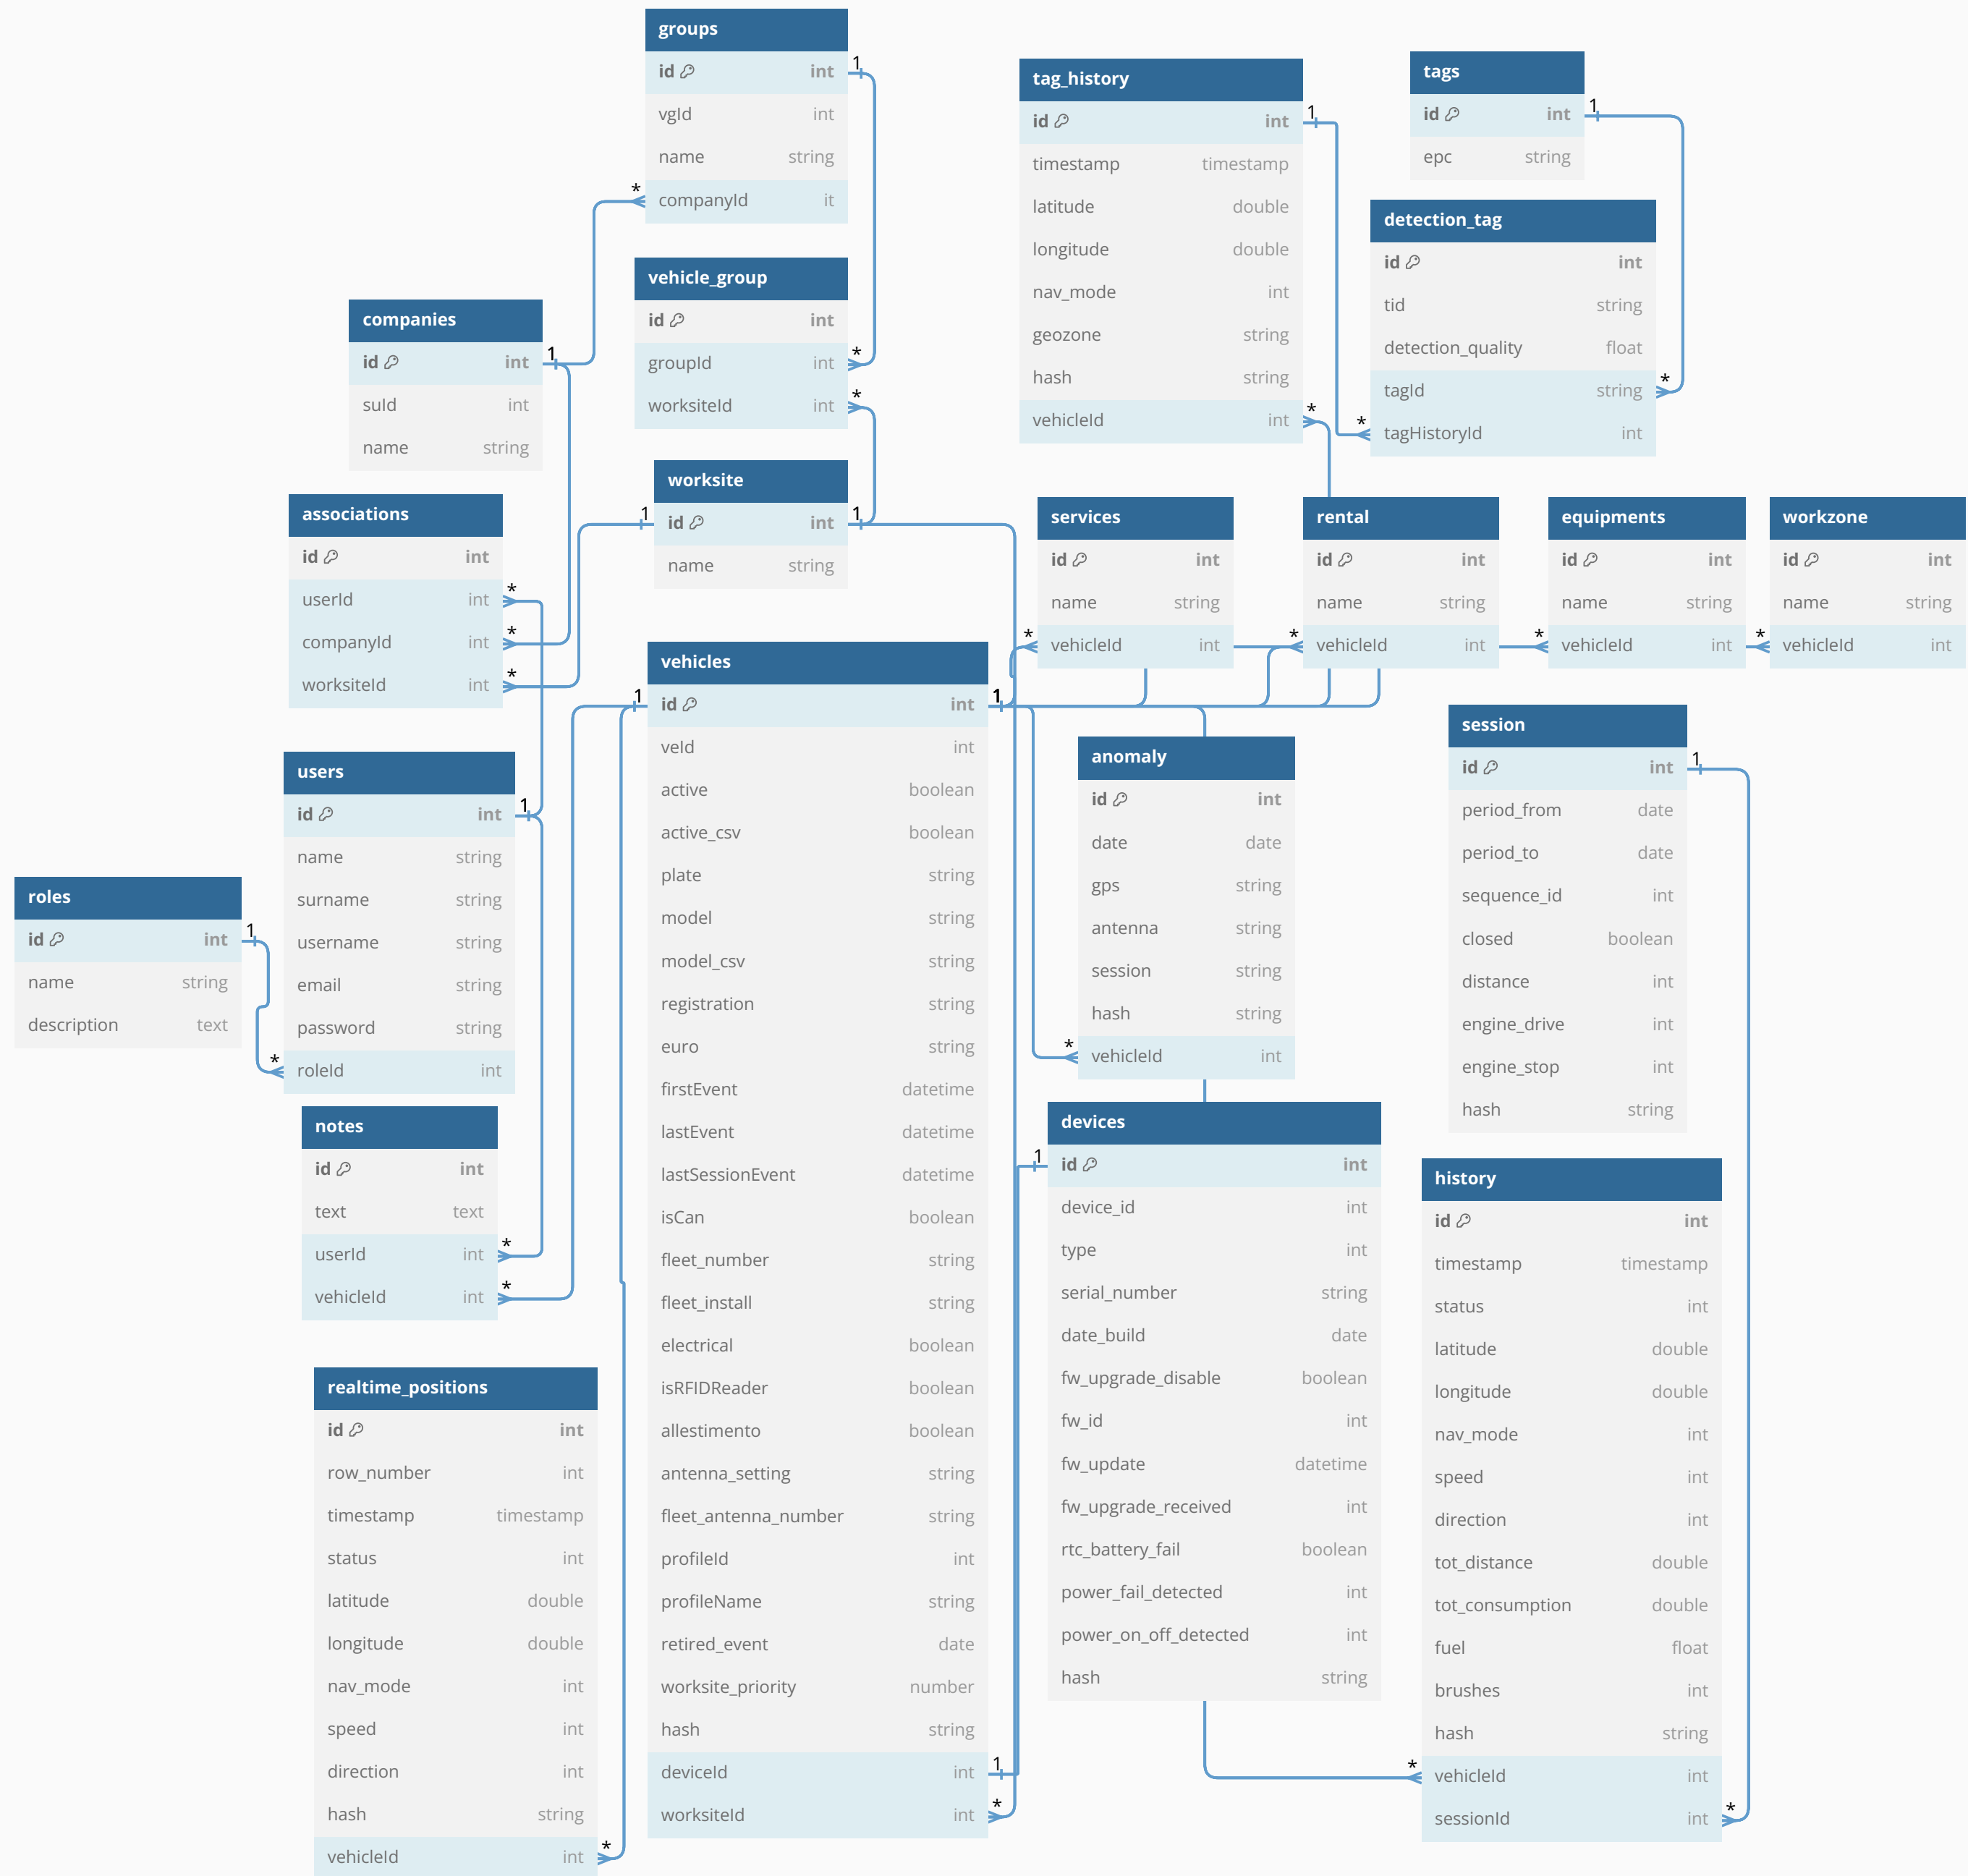 groups
id int
vgId int
name string
companyId it
vehicle_group
id int
groupId int
worksiteId int
companies
id int
suId int
name string
associations
id int
userId int
companyId int
worksiteId int
worksite
id int
name string
tag_history
id int
timestamp timestamp
latitude double
longitude double
nav_mode int
geozone string
hash string
vehicleId int
tags
id int
epc string
detection_tag
id int
tid string
detection_quality float
tagId string
tagHistoryId int
services
id int
name string
vehicleId int
rental
id int
name string
vehicleId int
equipments
id int
name string
vehicleId int
workzone
id int
name string
vehicleId int
users
id int
name string
surname string
username string
email string
password string
roleId int
roles
id int
name string
description text
notes
id int
text text
userId int
vehicleId int
realtime_positions
id int
row_number int
timestamp timestamp
status int
latitude double
longitude double
nav_mode int
speed int
direction int
hash string
vehicleId int
vehicles
id int
veId int
active boolean
active_csv boolean
plate string
model string
model_csv string
registration string
euro string
firstEvent datetime
lastEvent datetime
lastSessionEvent datetime
isCan boolean
fleet_number string
fleet_install string
electrical boolean
isRFIDReader boolean
allestimento boolean
antenna_setting string
fleet_antenna_number string
profileId int
profileName string
retired_event date
worksite_priority number
hash string
deviceId int
worksiteId int
anomaly
id int
date date
gps string
antenna string
session string
hash string
vehicleId int
devices
id int
device_id int
type int
serial_number string
date_build date
fw_upgrade_disable boolean
fw_id int
fw_update datetime
fw_upgrade_received int
rtc_battery_fail boolean
power_fail_detected int
power_on_off_detected int
hash string
session
id int
period_from date
period_to date
sequence_id int
closed boolean
distance int
engine_drive int
engine_stop int
hash string
history
id int
timestamp timestamp
status int
latitude double
longitude double
nav_mode int
speed int
direction int
tot_distance double
tot_consumption double
fuel float
brushes int
hash string
vehicleId int
sessionId int